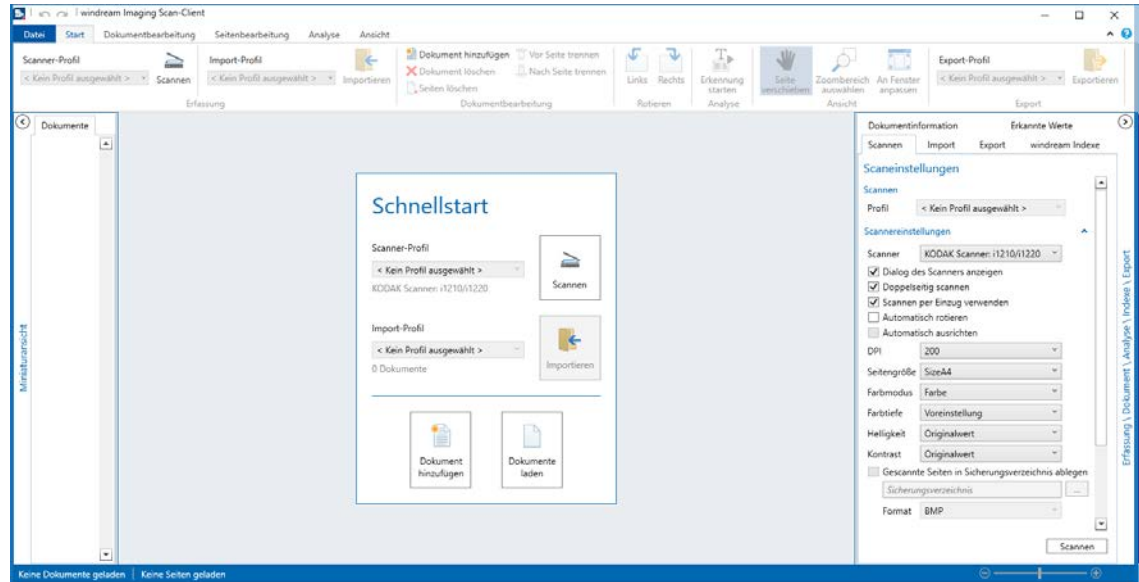 windream Imaging Scan-Client
Datei Start Dokumentbearbeitung Seitenbearbeitung Analyse Ansicht
Scanner-Profil
< Kein Profil ausgewählt >
Scannen
Import-Profil
< Kein Profil ausgewählt >
Importieren
Erfassung
Dokument hinzufügen
Dokument löschen
Seiten löschen
Vor Seite trennen
Nach Seite trennen
Dokumentbearbeitung
Links Rechts
Rotieren
Erkennung
starten
Analyse
Seite
verschieben
Zoombereich
auswählen
An Fenster
anpassen
Ansicht
Export-Profil
< Kein Profil ausgewählt >
Exportieren
Export
Dokumente
Miniaturansicht
Schnellstart
Scanner-Profil
< Kein Profil ausgewählt >
KODAK Scanner: i1210/i1220
Scannen
Import-Profil
< Kein Profil ausgewählt >
0 Dokumente
Importieren
Dokument
hinzufügen
Dokumente
laden
Dokumentinformation Erkannte Werte
Scannen Import Export windream Indexe
Scaneinstellungen
Scannen
Profil < Kein Profil ausgewählt >
Scannereinstellungen
Scanner KODAK Scanner: i1210/i1220
Dialog des Scanners anzeigen
Doppelseitig scannen
Scannen per Einzug verwenden
Automatisch rotieren
Automatisch ausrichten
DPI 200
Seitengröße SizeA4
Farbmodus Farbe
Farbtiefe Voreinstellung
Helligkeit Originalwert
Kontrast Originalwert
Gescannte Seiten in Sicherungsverzeichnis ablegen
Sicherungsverzeichnis ...
Format BMP
Scannen
Erfassung \ Dokument \ Analyse \ Indexe \ Export
Keine Dokumente geladen Keine Seiten geladen